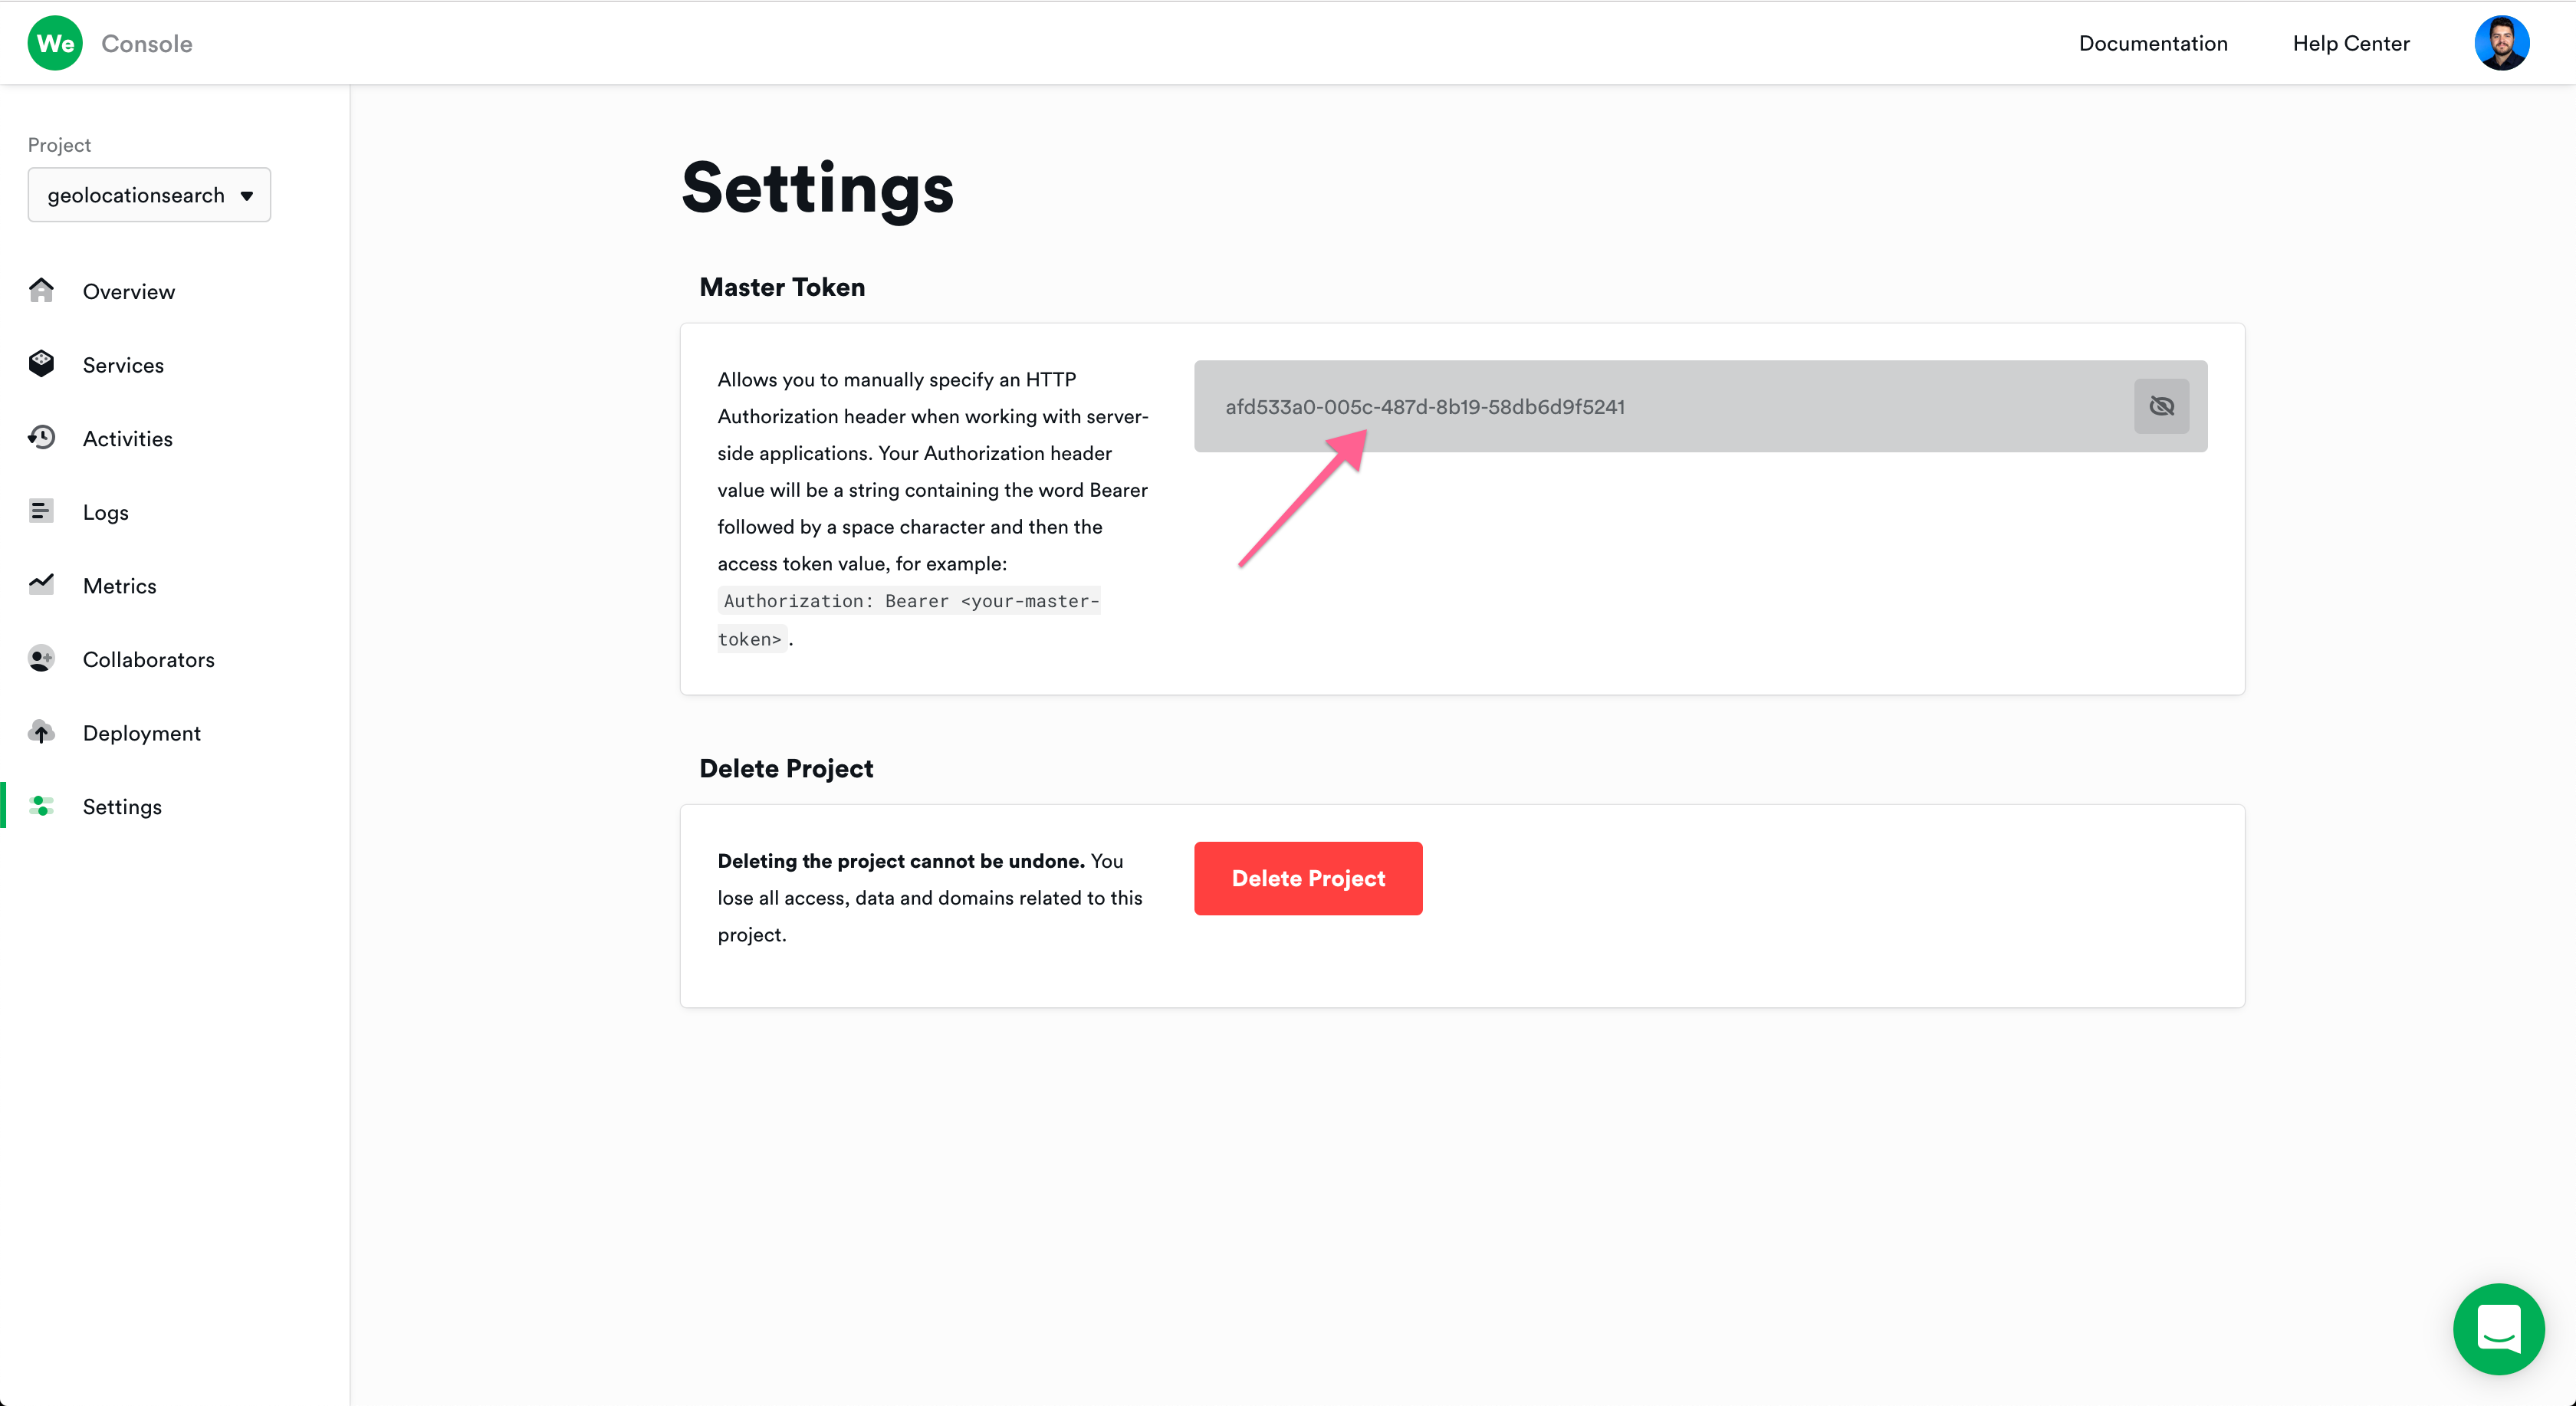 We Console
Documentation
Help Center
Project
geolocationsearch
Overview
Services
Activities
Logs
Metrics
Collaborators
Deployment
Settings
Settings
Master Token
Allows you to manually specify an HTTP
Authorization header when working with server-
side applications. Your Authorization header
value will be a string containing the word Bearer
followed by a space character and then the
access token value, for example:
Authorization: Bearer <your-master-
token>.
afd533a0-005c-487d-8b19-58db6d9f5241
Delete Project
Deleting the project cannot be undone. You
lose all access, data and domains related to this
project.
Delete Project